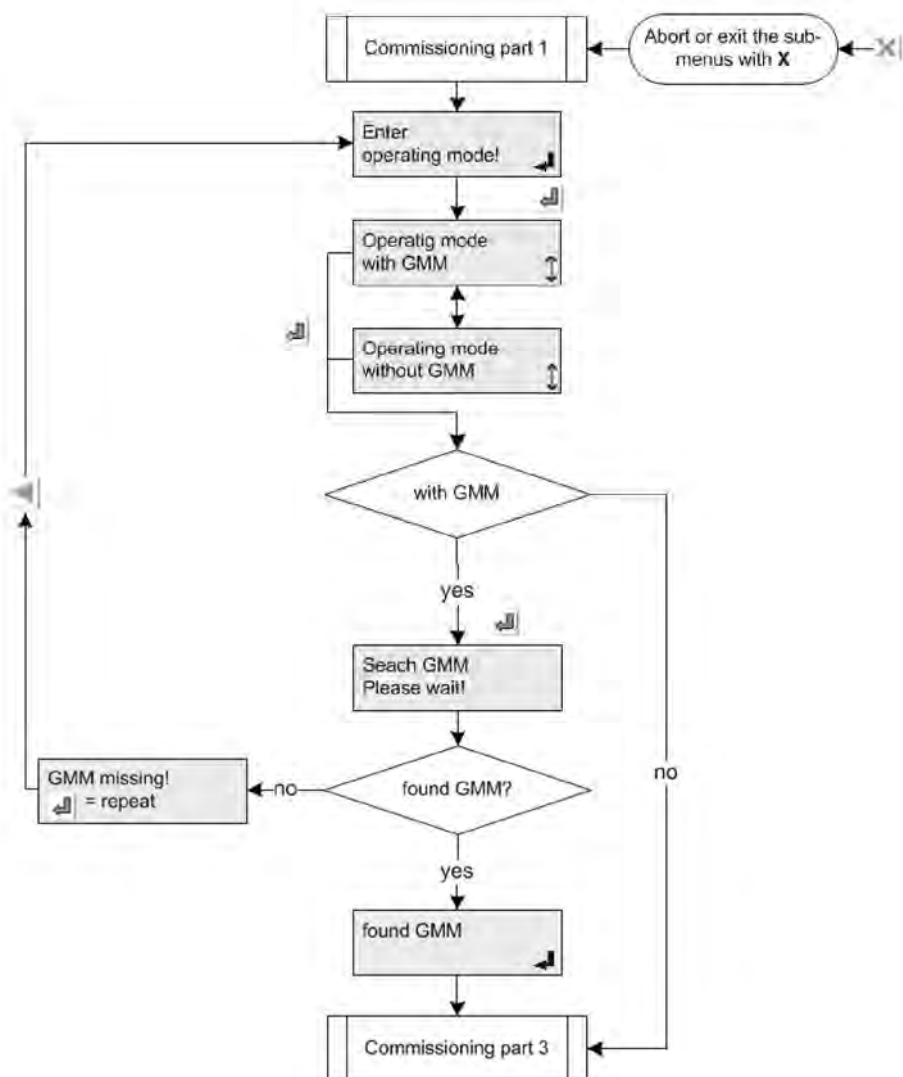 Commissioning part 1
Abort or exit the sub-
menus with X
X
Enter
operating mode!
Operatig mode
with GMM
Operating mode
without GMM
with GMM
yes
Seach GMM
Please wait!
no
GMM missing!
= repeat
no
found GMM?
yes
found GMM
Commissioning part 3